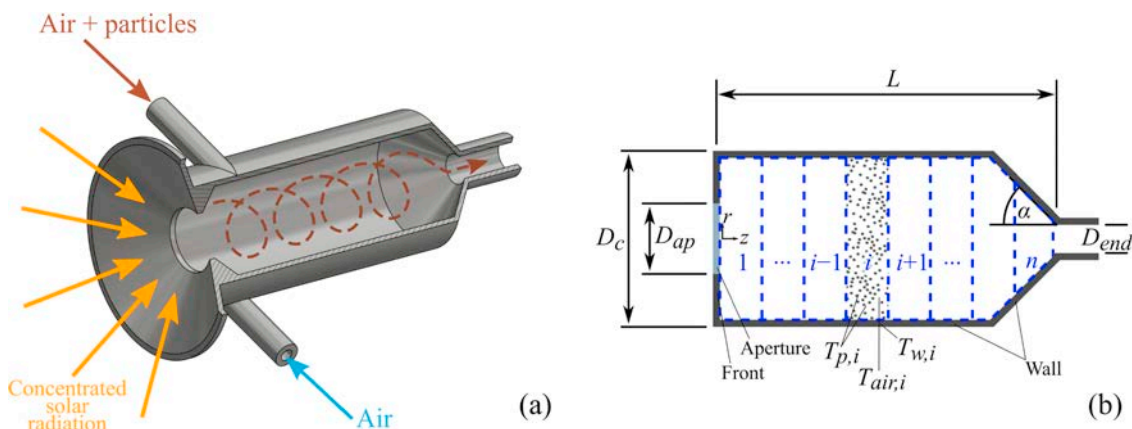 Air + particles
Concentrated
solar
radiation
Air
(a)
L
D_c
D_ap
r
z
1
...
i−1
i
i+1
...
n
α
D_end
Aperture
Front
T_p,i
T_w,i
T_air,i
Wall
(b)